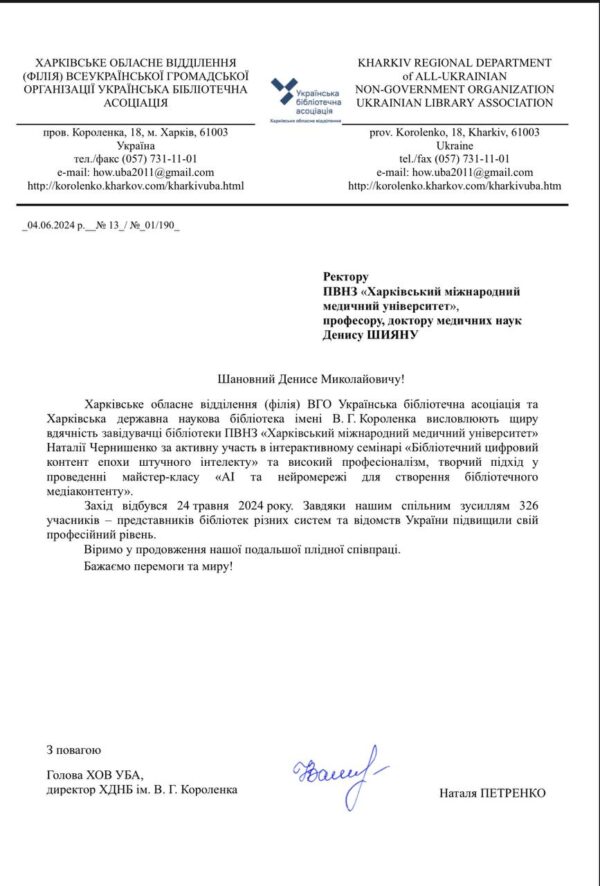 ХАРКІВСЬКЕ ОБЛАСНЕ ВІДДІЛЕННЯ
(ФІЛІЯ) ВСЕУКРАЇНСЬКОЇ ГРОМАДСЬКОЇ
ОРГАНІЗАЦІЇ УКРАЇНСЬКА БІБЛІОТЕЧНА
АСОЦІАЦІЯ
пров. Короленка, 18, м. Харків, 61003
Україна
тел./факс (057) 731-11-01
e-mail: how.uba2011@gmail.com
http://korolenko.kharkov.com/kharkivuba.html
Українська
бібліотечна
асоціація
Харківське обласне відділення
KHARKIV REGIONAL DEPARTMENT
of ALL-UKRAINIAN
NON-GOVERNMENT ORGANIZATION
UKRAINIAN LIBRARY ASSOCIATION
prov. Korolenko, 18, Kharkiv, 61003
Ukraine
tel./fax (057) 731-11-01
e-mail: how.uba2011@gmail.com
http://korolenko.kharkov.com/kharkivuba.htm
_04.06.2024 р.__№ 13_/ №_01/190_
Ректору
ПВНЗ «Харківський міжнародний
медичний університет»,
професору, доктору медичних наук
Денису ШИЯНУ
Шановний Денисе Миколайовичу!
Харківське обласне відділення (філія) ВГО Українська бібліотечна асоціація та
Харківська державна наукова бібліотека імені В. Г. Короленка висловлюють щиру
вдячність завідувачці бібліотеки ПВНЗ «Харківський міжнародний медичний університет»
Наталії Чернишенко за активну участь в інтерактивному семінарі «Бібліотечний цифровий
контент епохи штучного інтелекту» та високий професіоналізм, творчий підхід у
проведенні майстер-класу «AI та нейромережі для створення бібліотечного
медіаконтенту».
Захід відбувся 24 травня 2024 року. Завдяки нашим спільним зусиллям 326
учасників – представників бібліотек різних систем та відомств України підвищили свій
професійний рівень.
Віримо у продовження нашої подальшої плідної співпраці.
Бажаємо перемоги та миру!
З повагою
Голова ХОВ УБА,
директор ХДНБ ім. В. Г. Короленка
Наталя ПЕТРЕНКО